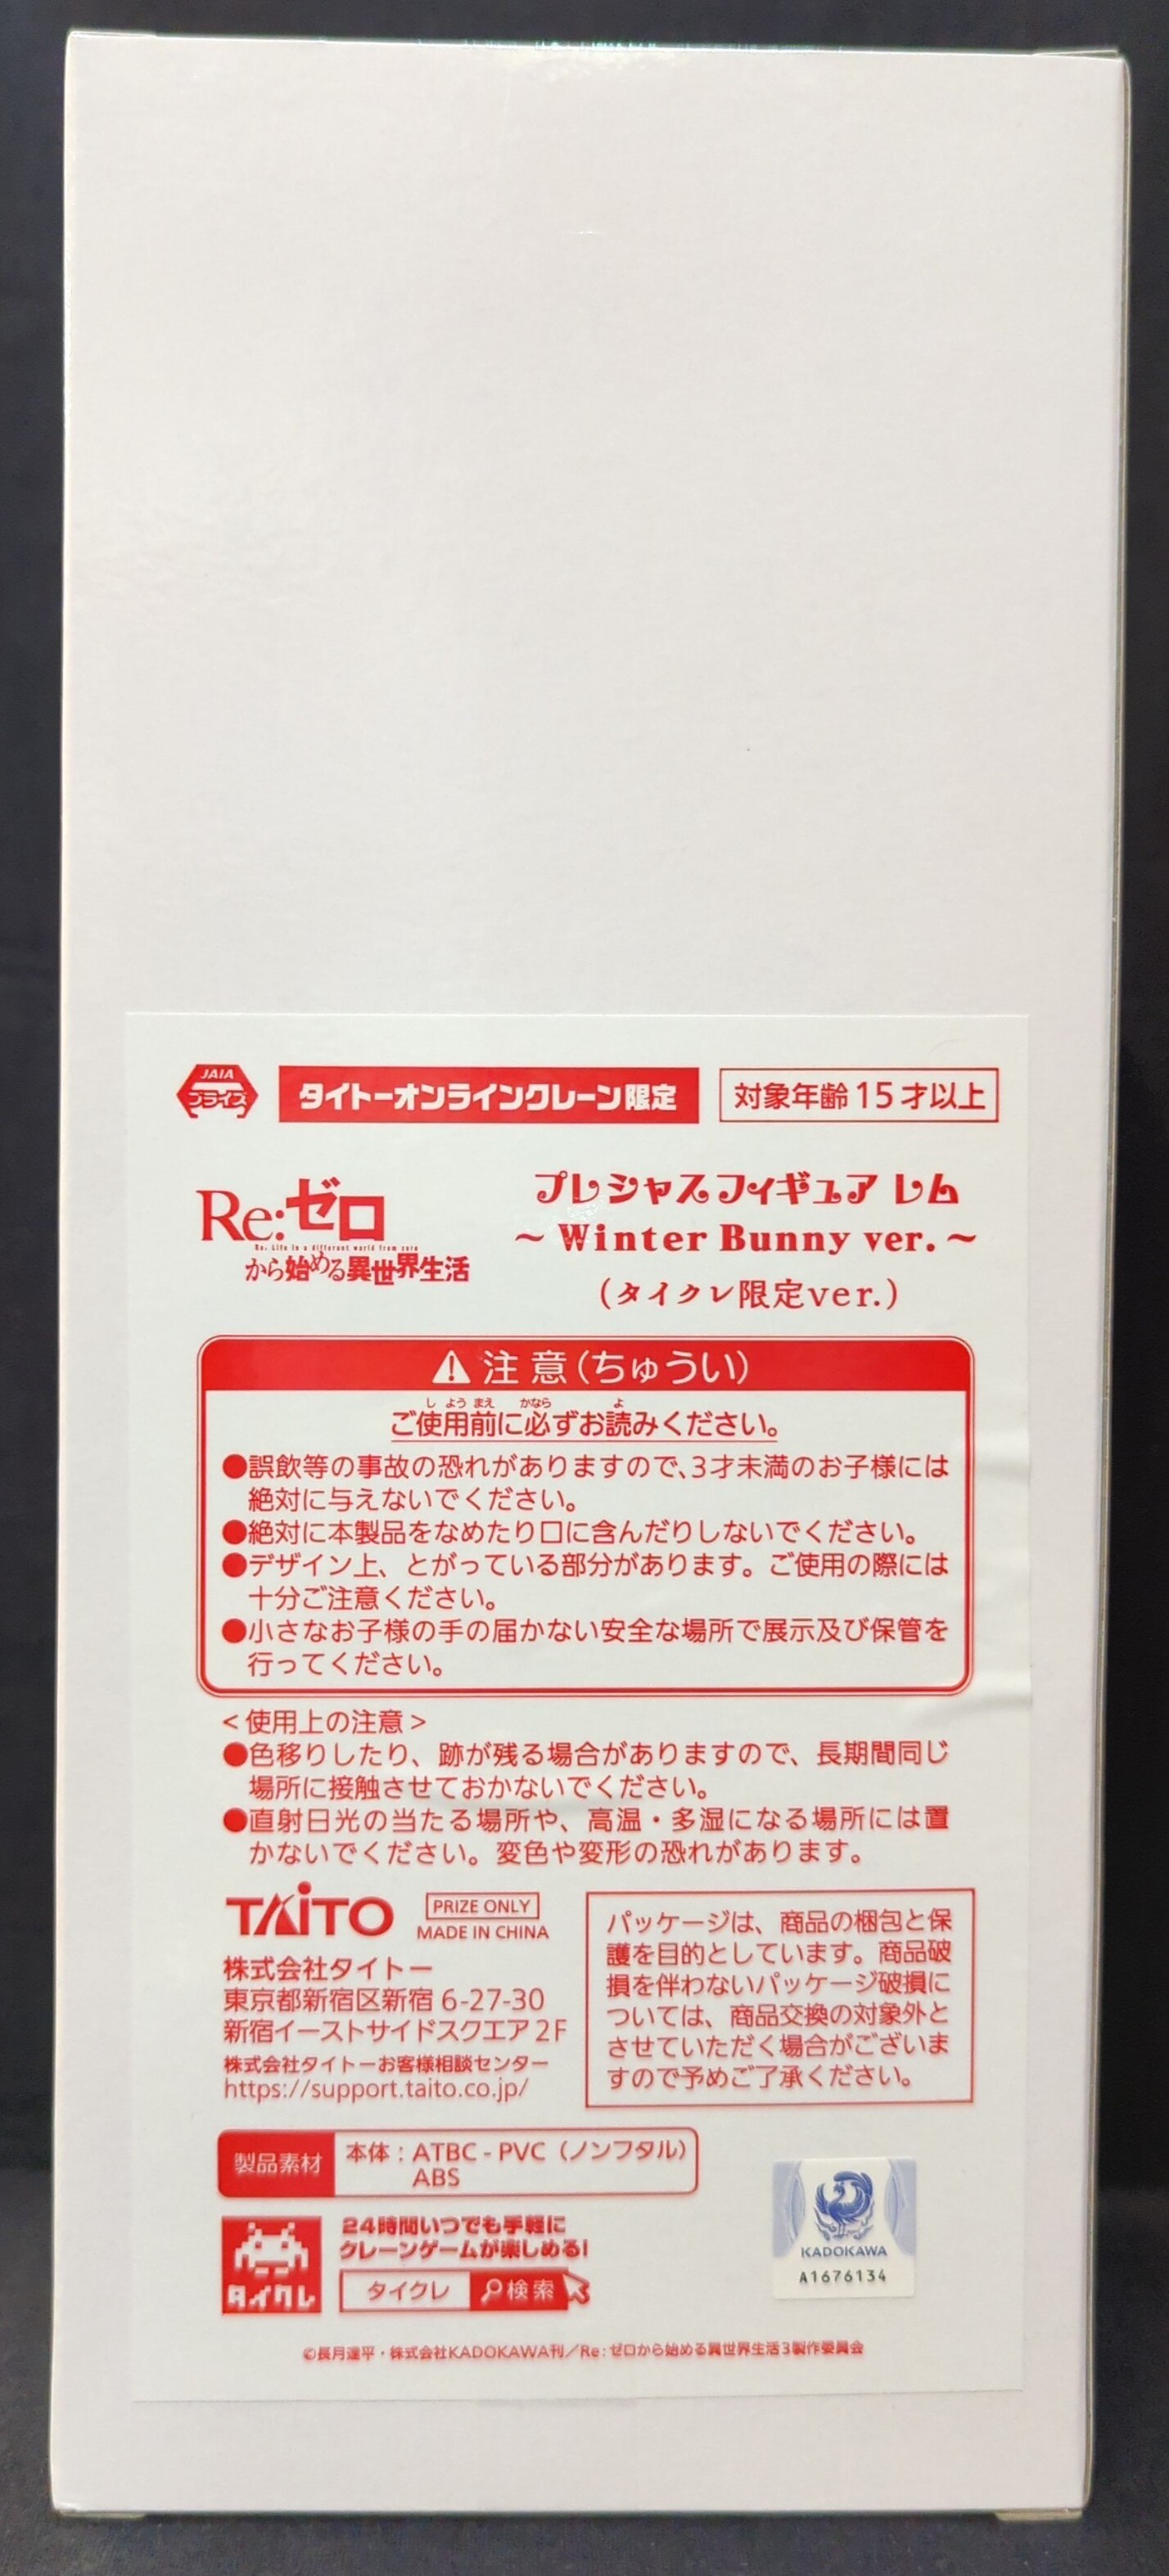 JAIA
プライズ
タイトーオンラインクレーン限定
対象年齢15才以上
Re:ゼロ
Re. Life in a different world from zero
から始める異世界生活
プレシャスフィギュア レム
～Winter Bunny ver.～
(タイクレ限定ver.)
注意(ちゅうい)
しようまえ かなら よ
ご使用前に必ずお読みください。
●誤飲等の事故の恐れがありますので、3才未満のお子様には
絶対に与えないでください。
●絶対に本製品をなめたり口に含んだりしないでください。
●デザイン上、とがっている部分があります。ご使用の際には
十分ご注意ください。
●小さなお子様の手の届かない安全な場所で展示及び保管を
行ってください。
<使用上の注意>
●色移りしたり、跡が残る場合がありますので、長期間同じ
場所に接触させておかないでください。
●直射日光の当たる場所や、高温・多湿になる場所には置
かないでください。変色や変形の恐れがあります。
TAITO
PRIZE ONLY
MADE IN CHINA
株式会社タイトー
東京都新宿区新宿 6-27-30
新宿イーストサイドスクエア 2F
株式会社タイトーお客様相談センター
https://support.taito.co.jp/
パッケージは、商品の梱包と保
護を目的としています。商品破
損を伴わないパッケージ破損に
ついては、商品交換の対象外と
させていただく場合がございま
すので予めご了承ください。
製品素材
本体：ATBC-PVC（ノンフタル）
ABS
タイクレ
24時間いつでも手軽に
クレーンゲームが楽しめる!
タイクレ 検索
KADOKAWA
A1676134
©長月達平・株式会社KADOKAWA刊／Re：ゼロから始める異世界生活3製作委員会